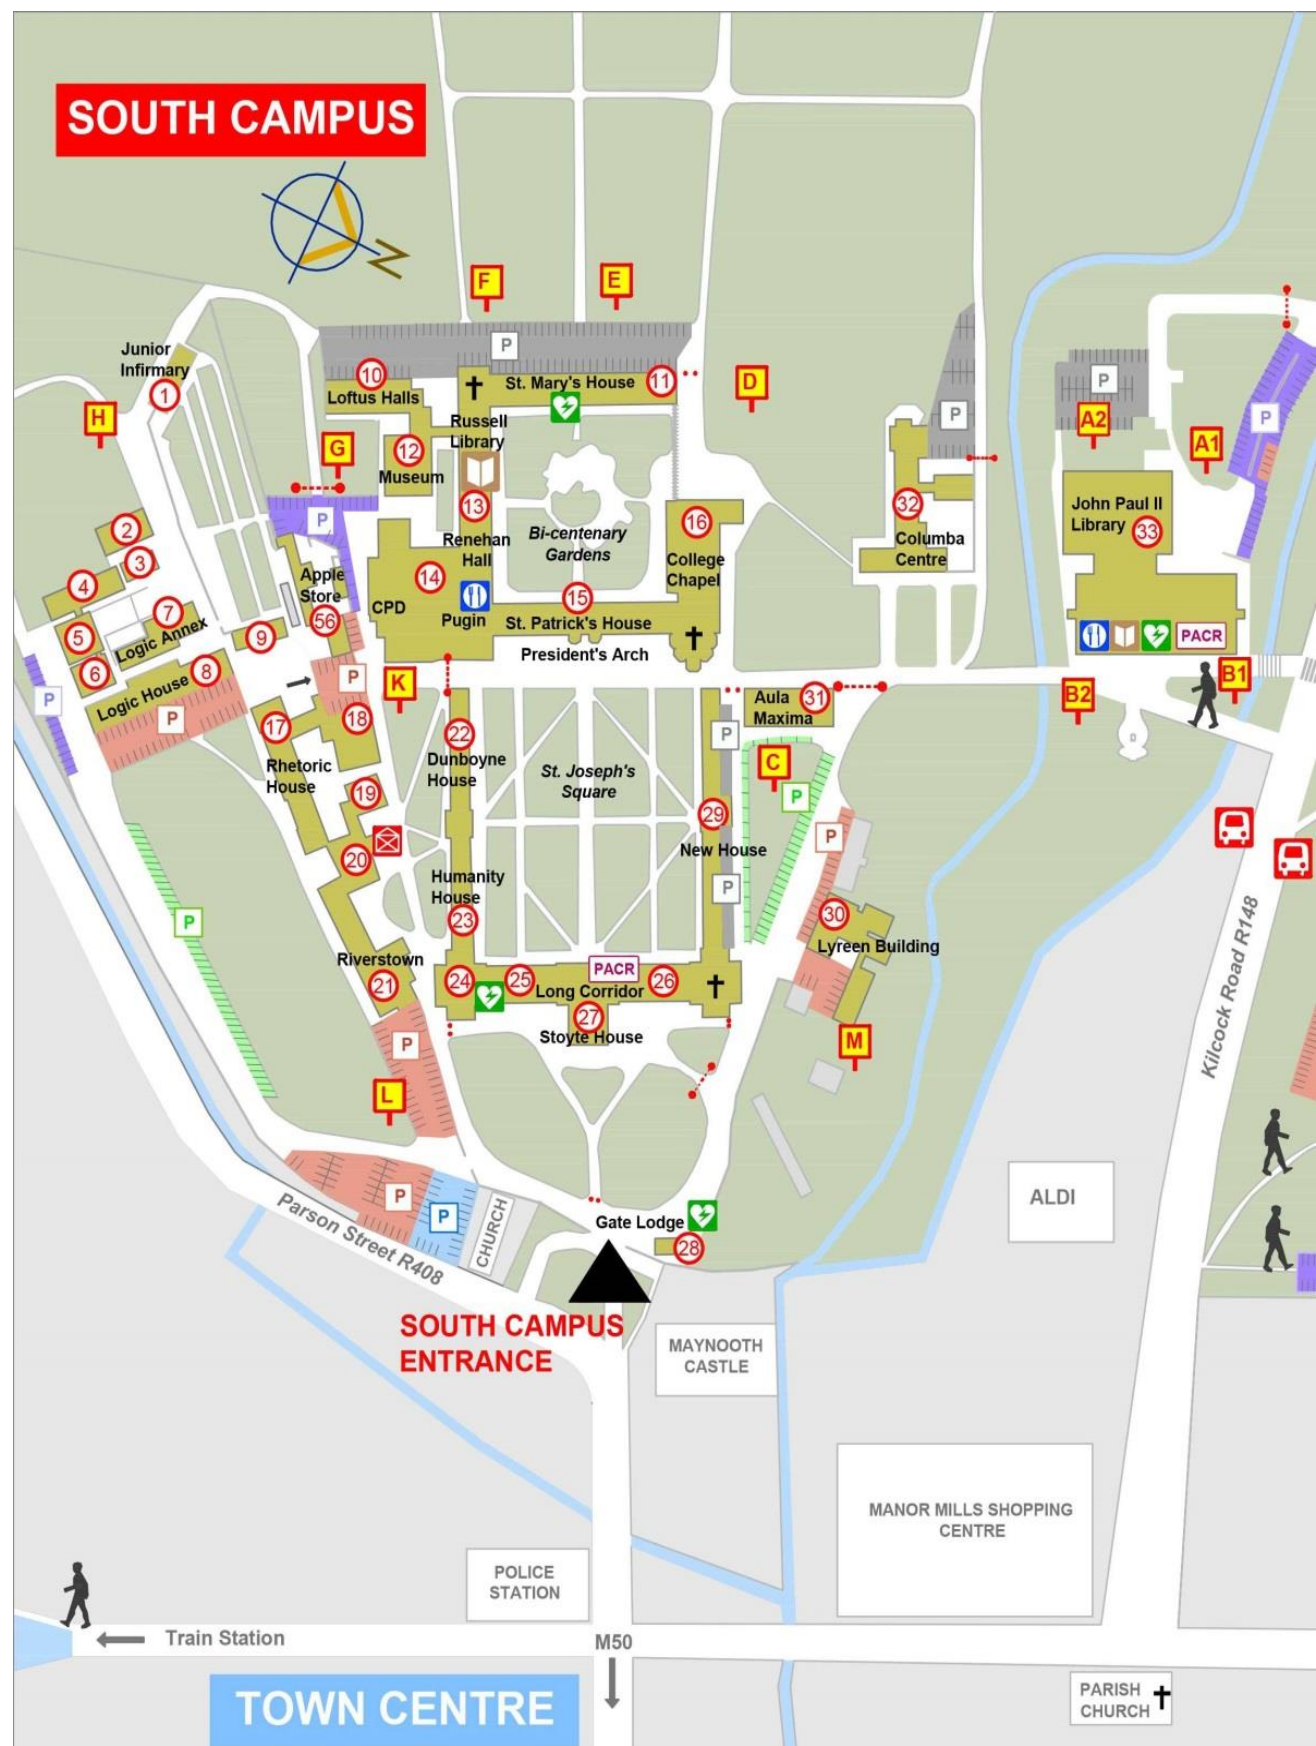 SOUTH CAMPUS
N
F
E
Junior
Infirmary
1
10
Loftus Halls
P
St. Mary's House
11
D
P
P
P
A2
A1
H
G
12
Museum
Russell
Library
13
Renehan
Hall
Bi-centenary
Gardens
16
College
Chapel
32
Columba
Centre
John Paul II
Library
33
P
2
3
4
5
6
7
Logic Annex
8
Logic House
9
Apple
Store
56
14
CPD
Pugin
15
St. Patrick's House
President's Arch
PACR
P
P
P
K
31
Aula
Maxima
B2
B1
17
Rhetoric
House
18
19
20
22
Dunboyne
House
St. Joseph's
Square
P
C
P
29
New House
P
P
P
Humanity
House
23
30
Lyreen Building
Riverstown
21
24
25
PACR
26
Long Corridor
27
Stoyte House
M
P
L
Kilcock Road R148
P
P
CHURCH
Parson Street R408
Gate Lodge
28
ALDI
SOUTH CAMPUS
ENTRANCE
MAYNOOTH
CASTLE
MANOR MILLS SHOPPING
CENTRE
POLICE
STATION
Train Station
M50
TOWN CENTRE
PARISH
CHURCH